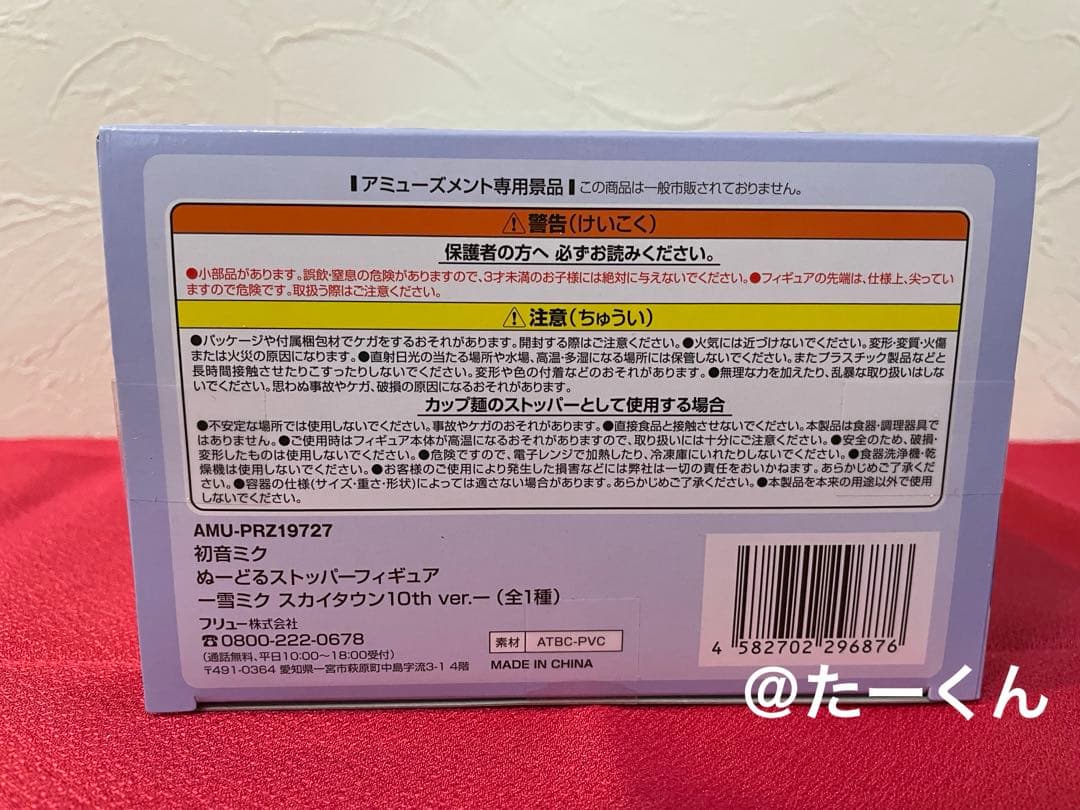 アミューズメント専用景品 この商品は一般市販されておりません。
⚠警告(けいこく)
保護者の方へ 必ずお読みください。
●小部品があります。誤飲・窒息の危険がありますので、3才未満のお子様には絶対に与えないでください。●フィギュアの先端は、仕様上、尖ってい
ますので危険です。取扱う際はご注意ください。
⚠注意(ちゅうい)
●パッケージや付属梱包材でケガをするおそれがあります。開封する際はご注意ください。●火気には近づけないでください。変形・変質・火傷
または火災の原因になります。●直射日光の当たる場所や水場、高温・多湿になる場所には保管しないでください。またプラスチック製品などと
長時間接触させたりこすったりしないでください。変形や色の付着などのおそれがあります。●無理な力を加えたり、乱暴な取り扱いはしな
いでください。思わぬ事故やケガ、破損の原因になるおそれがあります。
カップ麺のストッパーとして使用する場合
●不安定な場所では使用しないでください。事故やケガのおそれがあります。●直接食品と接触させないでください。本製品は食器・調理器具で
はありません。●ご使用時はフィギュア本体が高温になるおそれがありますので、取り扱いには十分にご注意ください。●安全のため、破損・
変形したものは使用しないでください。●危険ですので、電子レンジで加熱したり、冷凍庫にいれたりしないでください。●食器洗浄機・乾
燥機は使用しないでください。●お客様のご使用により発生した損害などには弊社は一切の責任をおいかねます。あらかじめご了承くだ
さい。●容器の仕様(サイズ・重さ・形状)によっては適さない場合があります。あらかじめご了承ください。●本製品を本来の用途以外で使用
しないでください。
AMU-PRZ19727
初音ミク
ぬーどるストッパーフィギュア
ー雪ミク スカイタウン10th ver.ー(全1種)
フリュー株式会社
☎0800-222-0678
(通話無料、平日10:00〜18:00受付)
〒491-0364 愛知県一宮市萩原町中島字流3-1 4階
素材 ATBC-PVC
MADE IN CHINA
4 582702 296876
@たーくん